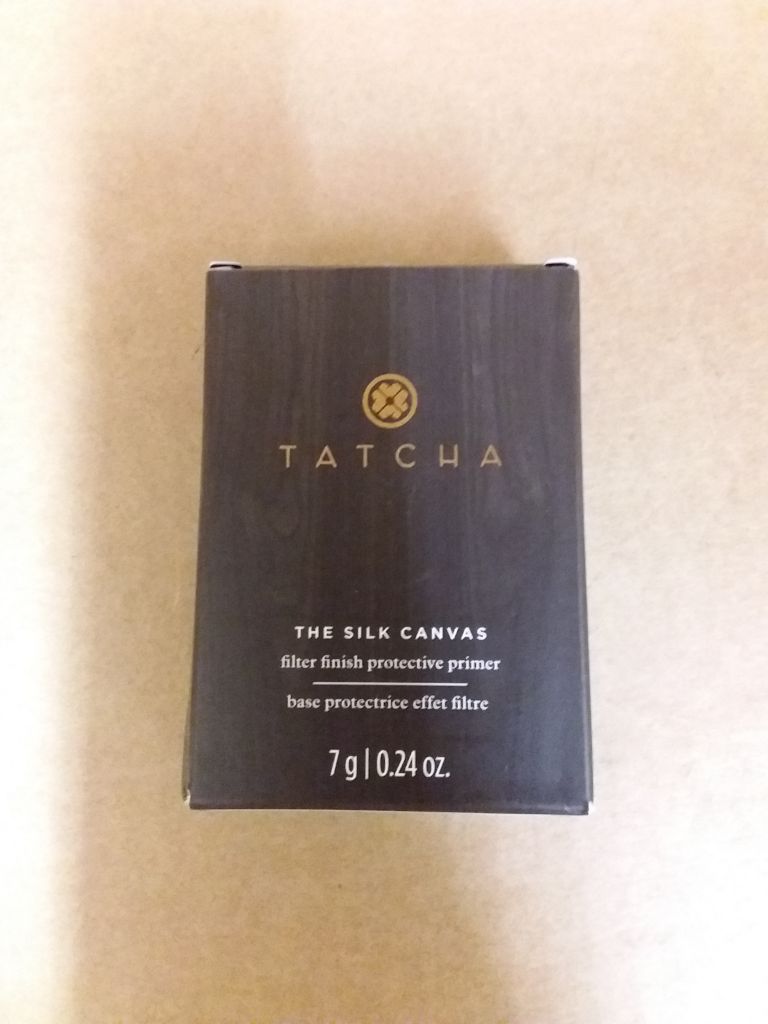 TATCHA
THE SILK CANVAS
filter finish protective primer
base protectrice effet filtre
7 g | 0.24 oz.